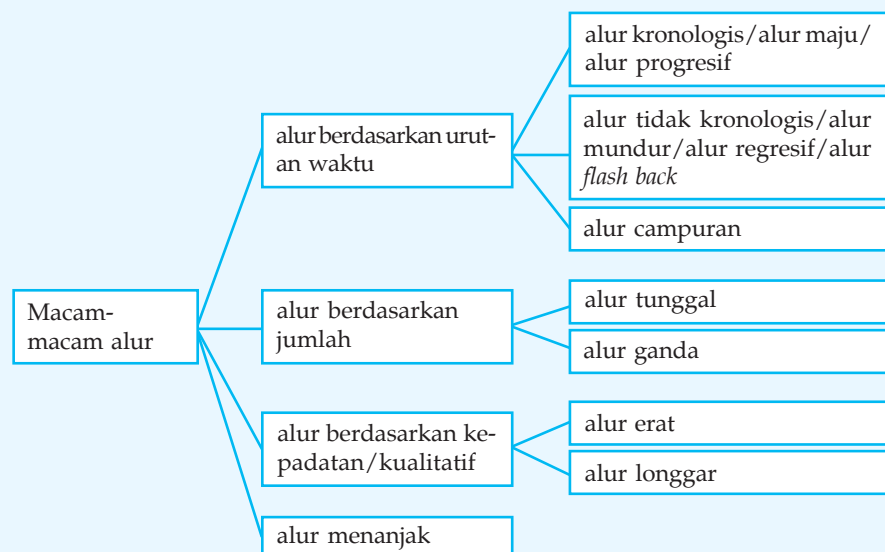 Macam-
macam alur
alur berdasarkan urut-
an waktu
alur kronologis/alur maju/
alur progresif
alur tidak kronologis/alur
mundur/alur regresif/alur
flash back
alur campuran
alur berdasarkan
jumlah
alur tunggal
alur ganda
alur berdasarkan ke-
padatan/kualitatif
alur erat
alur longgar
alur menanjak